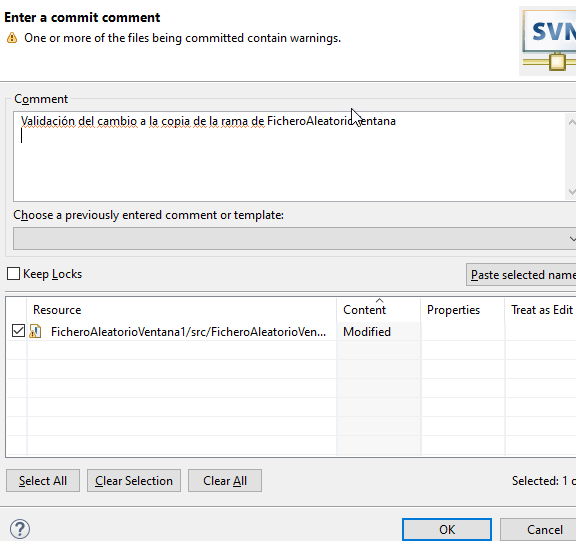 Enter a commit comment
One or more of the files being committed contain warnings.
SVN
Comment
Validación del cambio a la copia de la rama de FicheroAleatorioVentana
Choose a previously entered comment or template:
Keep Locks
Paste selected name
Resource Content Properties Treat as Edit
FicheroAleatorioVentana1/src/FicheroAleatorioVen... Modified
Select All Clear Selection Clear All Selected: 1 o
OK Cancel